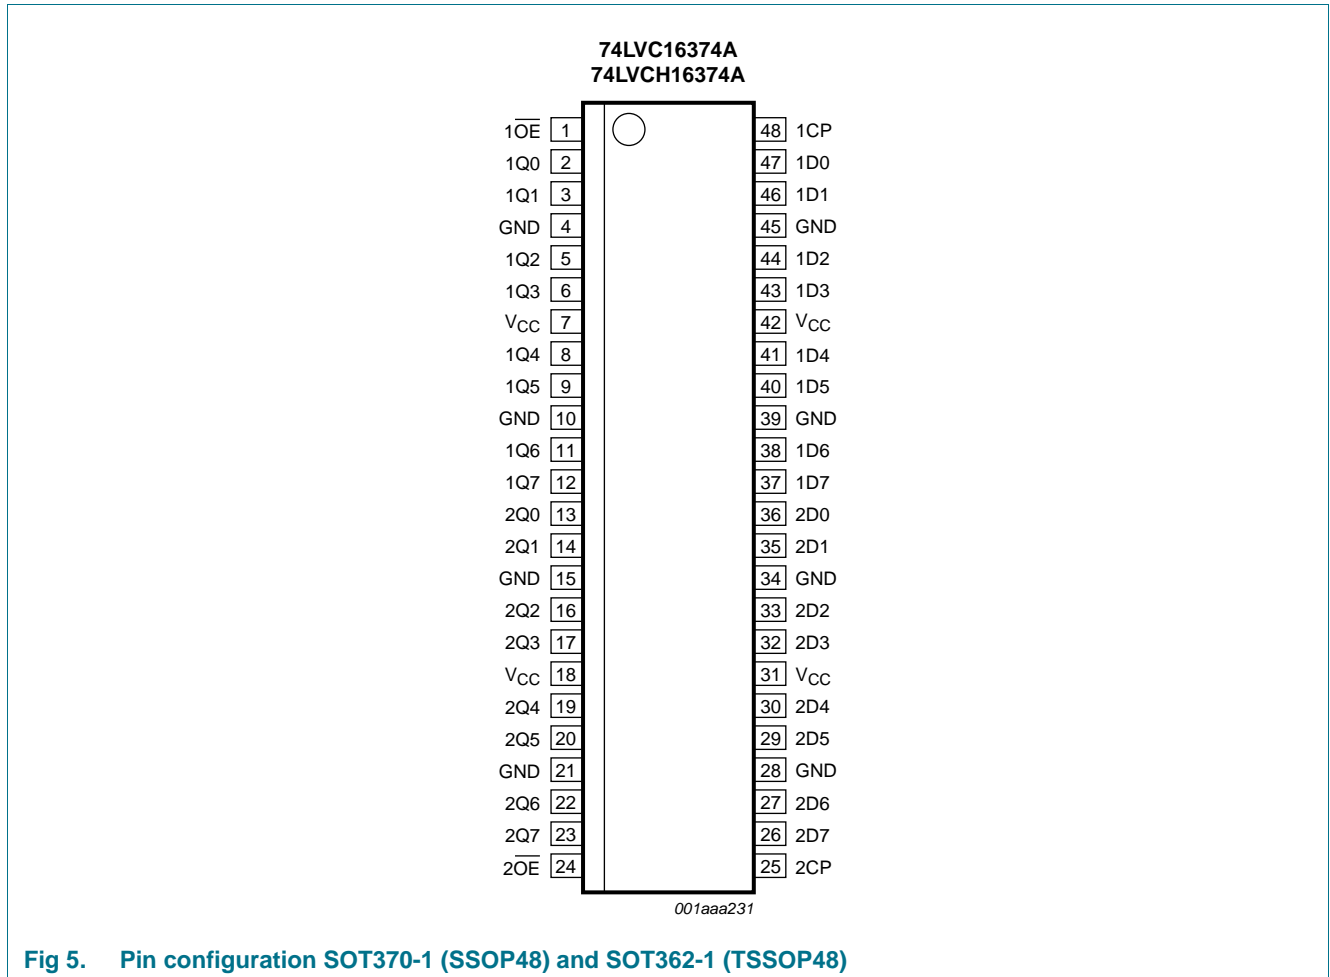 74LVC16374A
74LVCH16374A
1OE 1 48 1CP
1Q0 2 47 1D0
1Q1 3 46 1D1
GND 4 45 GND
1Q2 5 44 1D2
1Q3 6 43 1D3
VCC 7 42 VCC
1Q4 8 41 1D4
1Q5 9 40 1D5
GND 10 39 GND
1Q6 11 38 1D6
1Q7 12 37 1D7
2Q0 13 36 2D0
2Q1 14 35 2D1
GND 15 34 GND
2Q2 16 33 2D2
2Q3 17 32 2D3
VCC 18 31 VCC
2Q4 19 30 2D4
2Q5 20 29 2D5
GND 21 28 GND
2Q6 22 27 2D6
2Q7 23 26 2D7
2OE 24 25 2CP
001aaa231
Fig 5. Pin configuration SOT370-1 (SSOP48) and SOT362-1 (TSSOP48)